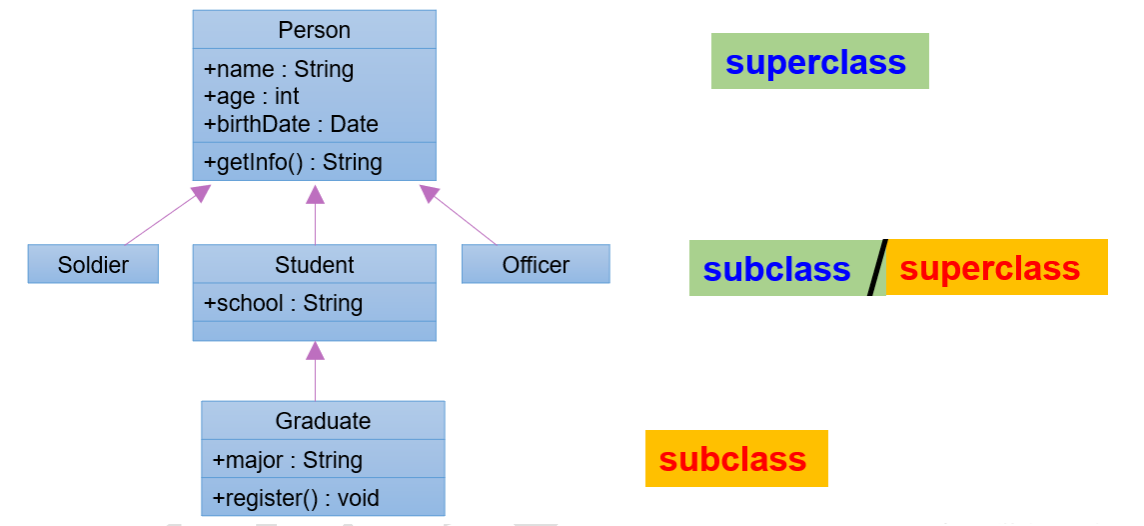 Person
+name : String
+age : int
+birthDate : Date
+getInfo() : String
superclass
Soldier
Student
+school : String
Officer
subclass / superclass
Graduate
+major : String
+register() : void
subclass